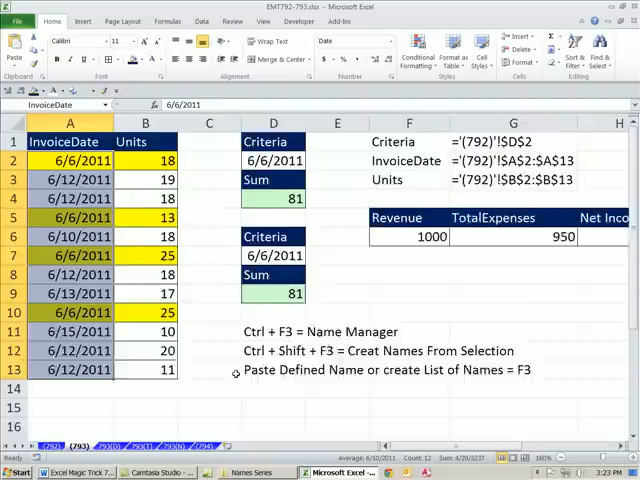 EMT792-793.xlsx - Microsoft Excel
File Home Insert Page Layout Formulas Data Review View Developer Add-Ins
Calibri 11 Wrap Text Date
Paste Merge & Center $ % Conditional Formatting Format as Table Cell Styles Insert Delete Format Sort & Filter Find & Select
Clipboard Font Alignment Number Styles Cells Editing
InvoiceDate fx 6/6/2011
A B C D E F G H
1 InvoiceDate Units Criteria Criteria ='(792)'!$D$2
2 6/6/2011 18 6/6/2011 InvoiceDate ='(792)'!$A$2:$A$13
3 6/12/2011 19 Sum Units ='(792)'!$B$2:$B$13
4 6/12/2011 18 81
5 6/6/2011 13 Revenue TotalExpenses Net Inco
6 6/10/2011 18 Criteria 1000 950
7 6/6/2011 25 6/6/2011
8 6/12/2011 18 Sum
9 6/13/2011 17 81
10 6/6/2011 25
11 6/15/2011 10 Ctrl + F3 = Name Manager
12 6/12/2011 20 Ctrl + Shift + F3 = Creat Names From Selection
13 6/12/2011 11 Paste Defined Name or create List of Names = F3
14
15
16
(792) (793) 793(D) 793(T) 793(N) (794)
Ready Average: 6/10/2011 Count: 12 Sum: 4/29/3237 160%
Start Excel Magic Trick 7... Camtasia Studio - ... Names Series Microsoft Excel - ... 3:23 PM